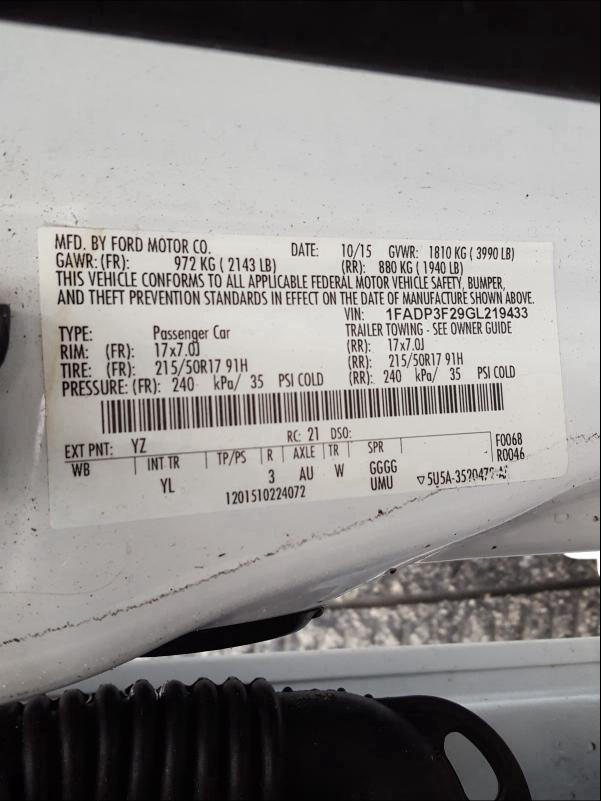 MFD. BY FORD MOTOR CO. DATE: 10/15 GVWR: 1810 KG ( 3990 LB)
GAWR: (FR): 972 KG ( 2143 LB) (RR): 880 KG ( 1940 LB)
THIS VEHICLE CONFORMS TO ALL APPLICABLE FEDERAL MOTOR VEHICLE SAFETY, BUMPER,
AND THEFT PREVENTION STANDARDS IN EFFECT ON THE DATE OF MANUFACTURE SHOWN ABOVE.
VIN: 1FADP3F29GL219433
TYPE: Passenger Car TRAILER TOWING - SEE OWNER GUIDE
RIM: (FR): 17x7.0J (RR): 17x7.0J
TIRE: (FR): 215/50R17 91H (RR): 215/50R17 91H
PRESSURE: (FR): 240 kPa/ 35 PSI COLD (RR): 240 kPa/ 35 PSI COLD
EXT PNT: YZ RC: 21 DSO: F0068
WB INT TR TP/PS R AXLE TR SPR R0046
YL 3 AU W GGGG
1201510224072 UMU